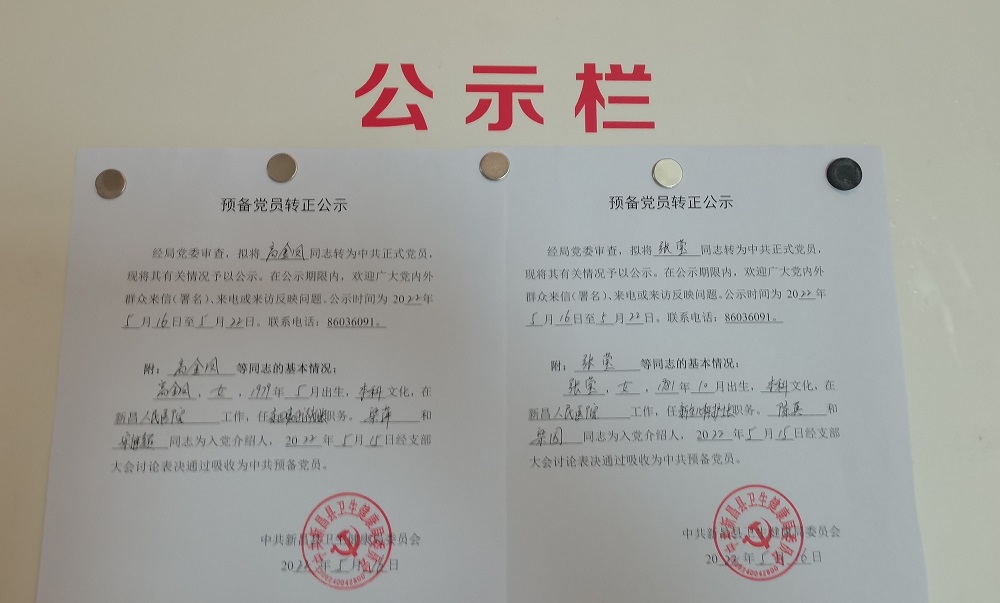 公示栏
预备党员转正公示
经局党委审查，拟将 高金凤 同志转为中共正式党员，
现将其有关情况予以公示。在公示期限内，欢迎广大党内外
群众来信（署名）、来电或来访反映问题。公示时间为 2022年
5月16日至5月22日。联系电话：86036091。
附：高金凤 等同志的基本情况：
高金凤，女，1979年5月出生，本科文化，在
新昌人民医院 工作，任 职务。 和
同志为入党介绍人，2022年5月15日经支部
大会讨论表决通过吸收为中共预备党员。
中共新昌县卫生健康局委员会
2022年5月16日
预备党员转正公示
经局党委审查，拟将 张莹 同志转为中共正式党员，
现将其有关情况予以公示。在公示期限内，欢迎广大党内外
群众来信（署名）、来电或来访反映问题。公示时间为 2022年
5月16日至5月22日。联系电话：86036091。
附：张莹 等同志的基本情况：
张莹，女，1981年10月出生，本科文化，在
新昌人民医院 工作，任 职务。 和
同志为入党介绍人，2022年5月15日经支部
大会讨论表决通过吸收为中共预备党员。
中共新昌县卫生健康局委员会
2022年5月16日